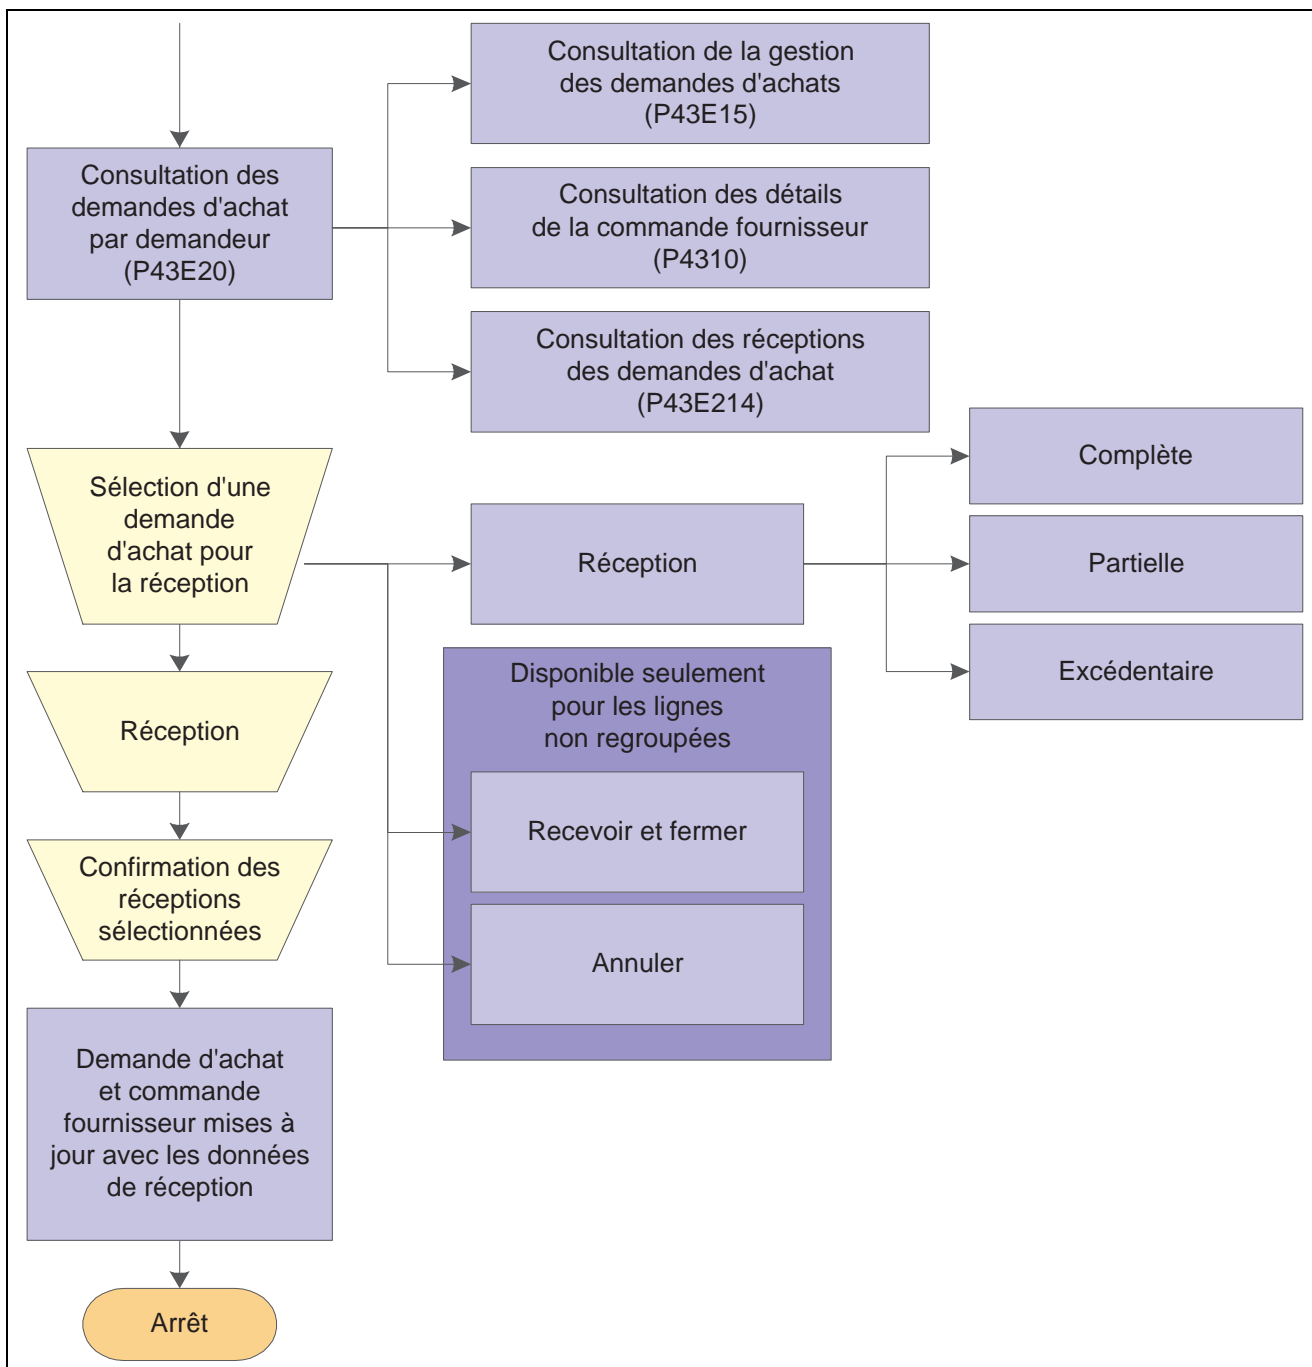 Consultation de la gestion
des demandes d'achats
(P43E15)
Consultation des
demandes d'achat
par demandeur
(P43E20)
Consultation des détails
de la commande fournisseur
(P4310)
Consultation des réceptions
des demandes d'achat
(P43E214)
Sélection d'une
demande
d'achat pour
la réception
Réception
Complète
Partielle
Excédentaire
Disponible seulement
pour les lignes
non regroupées
Recevoir et fermer
Annuler
Réception
Confirmation des
réceptions
sélectionnées
Demande d'achat
et commande
fournisseur mises à
jour avec les données
de réception
Arrêt